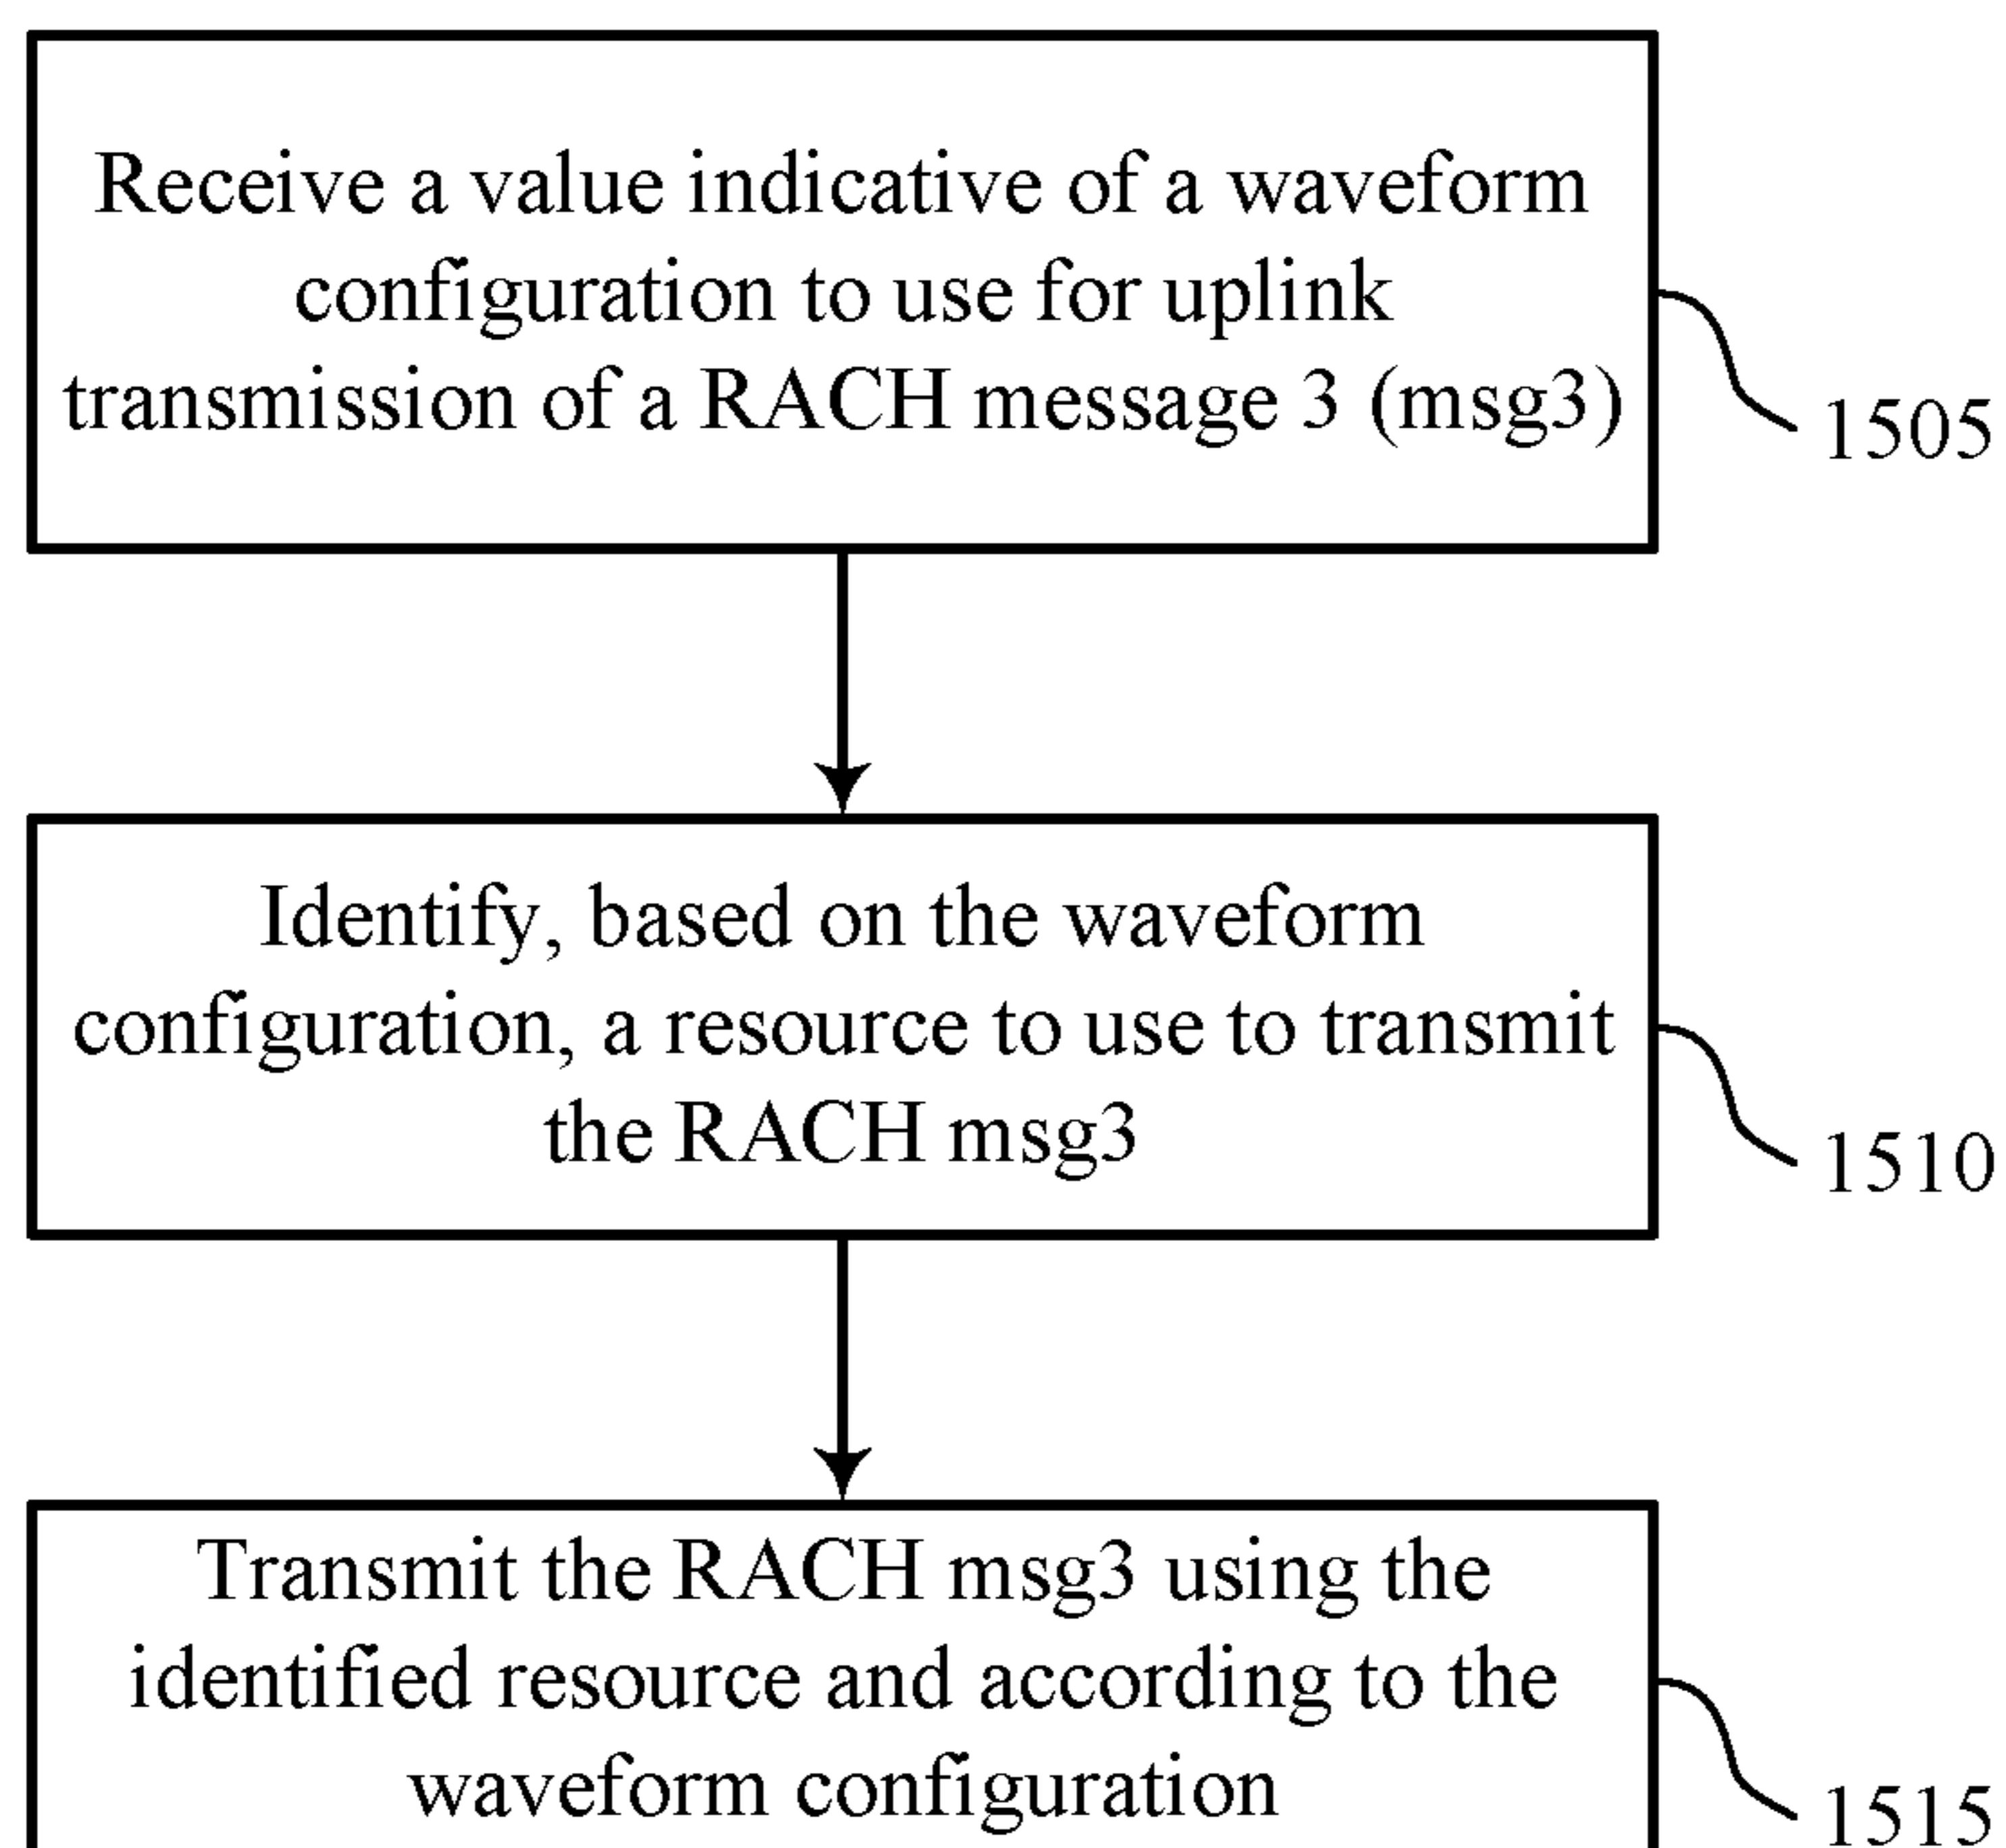 Receive a value indicative of a waveform
configuration to use for uplink
transmission of a RACH message 3 (msg3)
1505
Identify, based on the waveform
configuration, a resource to use to transmit
the RACH msg3
1510
Transmit the RACH msg3 using the
identified resource and according to the
waveform configuration
1515